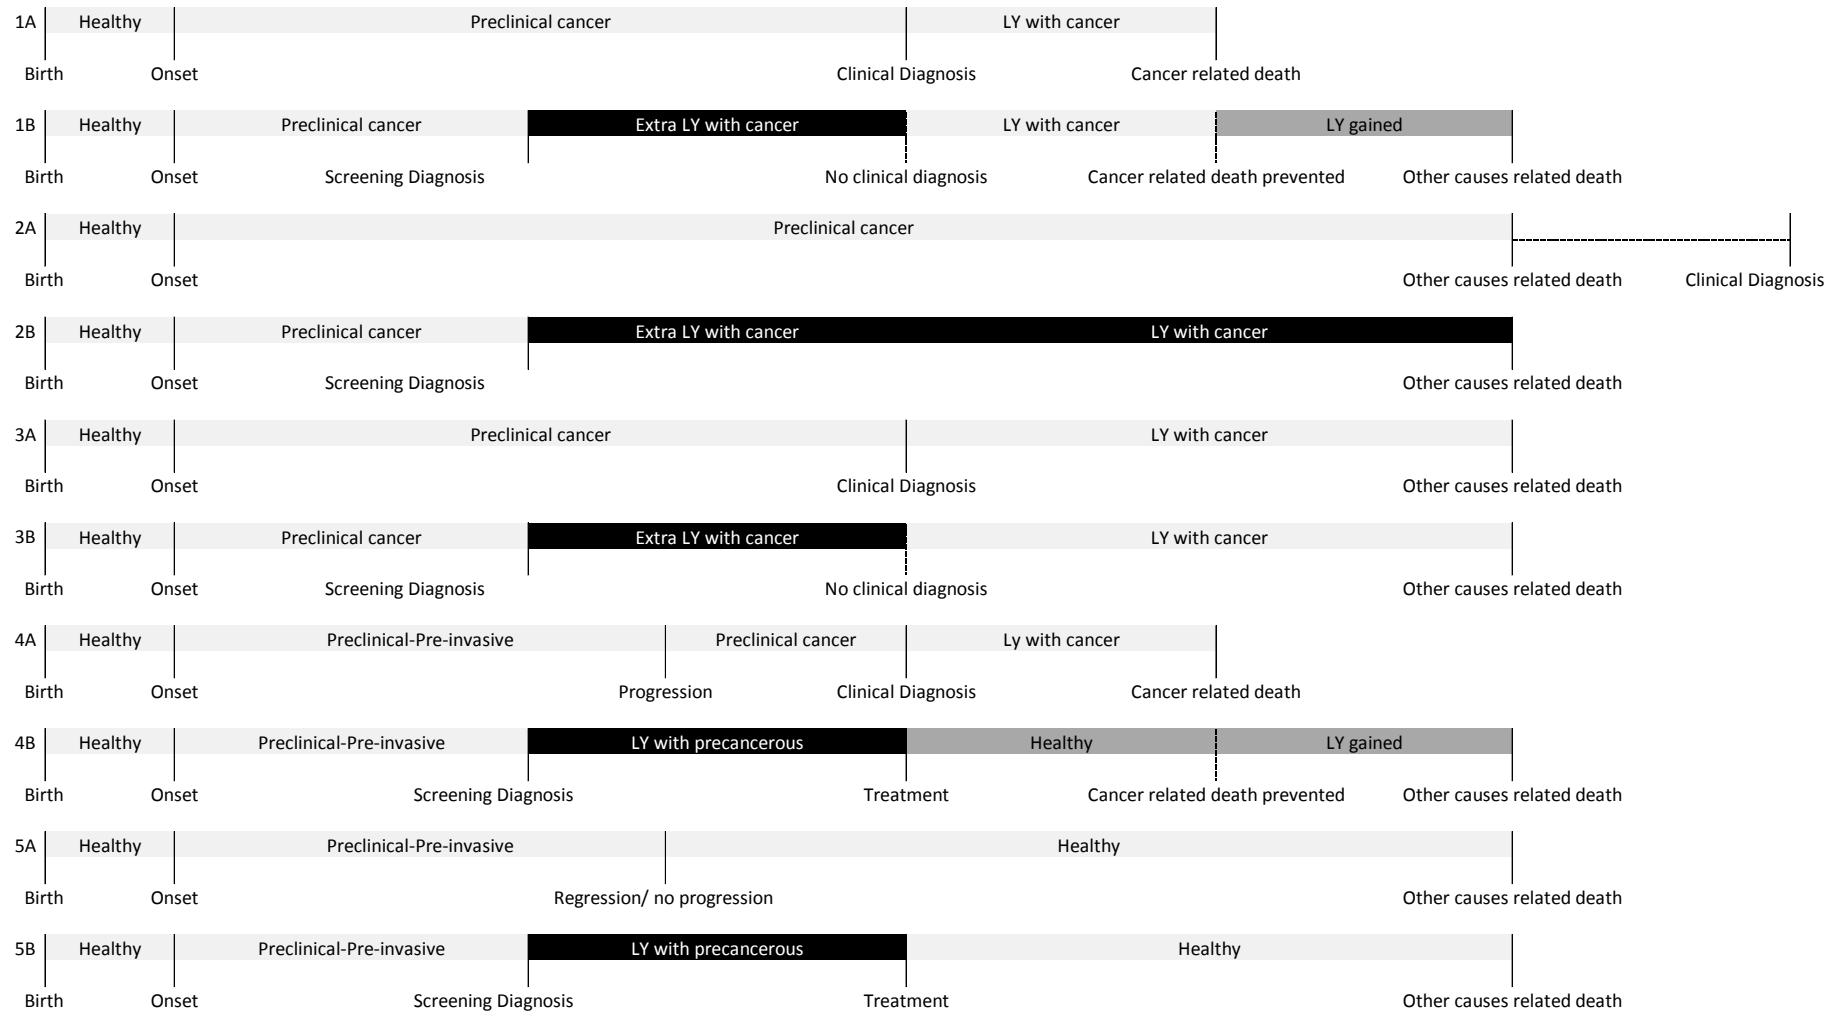 1A Healthy Preclinical cancer LY with cancer
Birth Onset Clinical Diagnosis Cancer related death
1B Healthy Preclinical cancer Extra LY with cancer LY with cancer LY gained
Birth Onset Screening Diagnosis No clinical diagnosis Cancer related death prevented Other causes related death
2A Healthy Preclinical cancer
Birth Onset Other causes related death Clinical Diagnosis
2B Healthy Preclinical cancer Extra LY with cancer LY with cancer
Birth Onset Screening Diagnosis Other causes related death
3A Healthy Preclinical cancer LY with cancer
Birth Onset Clinical Diagnosis Other causes related death
3B Healthy Preclinical cancer Extra LY with cancer LY with cancer
Birth Onset Screening Diagnosis No clinical diagnosis Other causes related death
4A Healthy Preclinical-Pre-invasive Preclinical cancer Ly with cancer
Birth Onset Progression Clinical Diagnosis Cancer related death
4B Healthy Preclinical-Pre-invasive LY with precancerous Healthy LY gained
Birth Onset Screening Diagnosis Treatment Cancer related death prevented Other causes related death
5A Healthy Preclinical-Pre-invasive Healthy
Birth Onset Regression/ no progression Other causes related death
5B Healthy Preclinical-Pre-invasive LY with precancerous Healthy
Birth Onset Screening Diagnosis Treatment Other causes related death